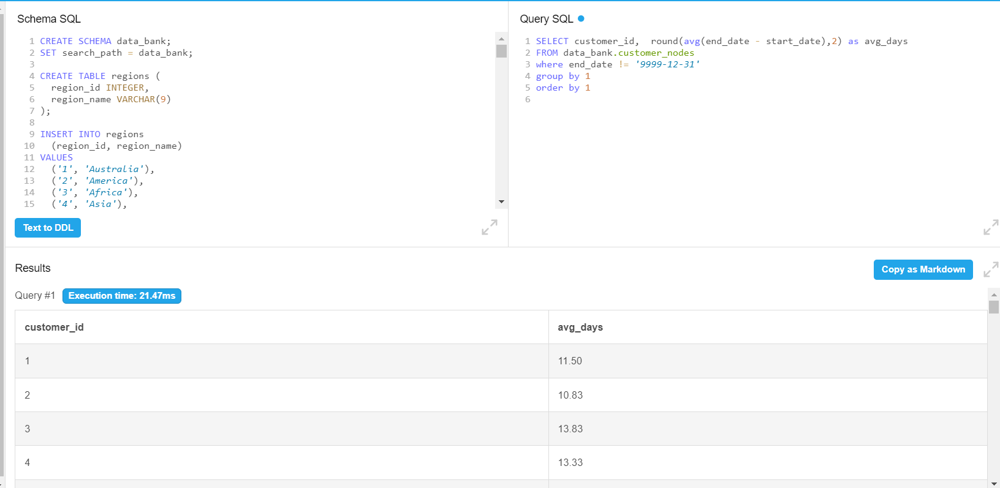 Schema SQL
1 CREATE SCHEMA data_bank;
2 SET search_path = data_bank;
3
4 CREATE TABLE regions (
5 region_id INTEGER,
6 region_name VARCHAR(9)
7 );
8
9 INSERT INTO regions
10 (region_id, region_name)
11 VALUES
12 ('1', 'Australia'),
13 ('2', 'America'),
14 ('3', 'Africa'),
15 ('4', 'Asia'),
Text to DDL
Query SQL
1 SELECT customer_id,  round(avg(end_date - start_date),2) as avg_days
2 FROM data_bank.customer_nodes
3 where end_date != '9999-12-31'
4 group by 1
5 order by 1
6
Results
Copy as Markdown
Query #1 Execution time: 21.47ms
customer_id avg_days
1 11.50
2 10.83
3 13.83
4 13.33